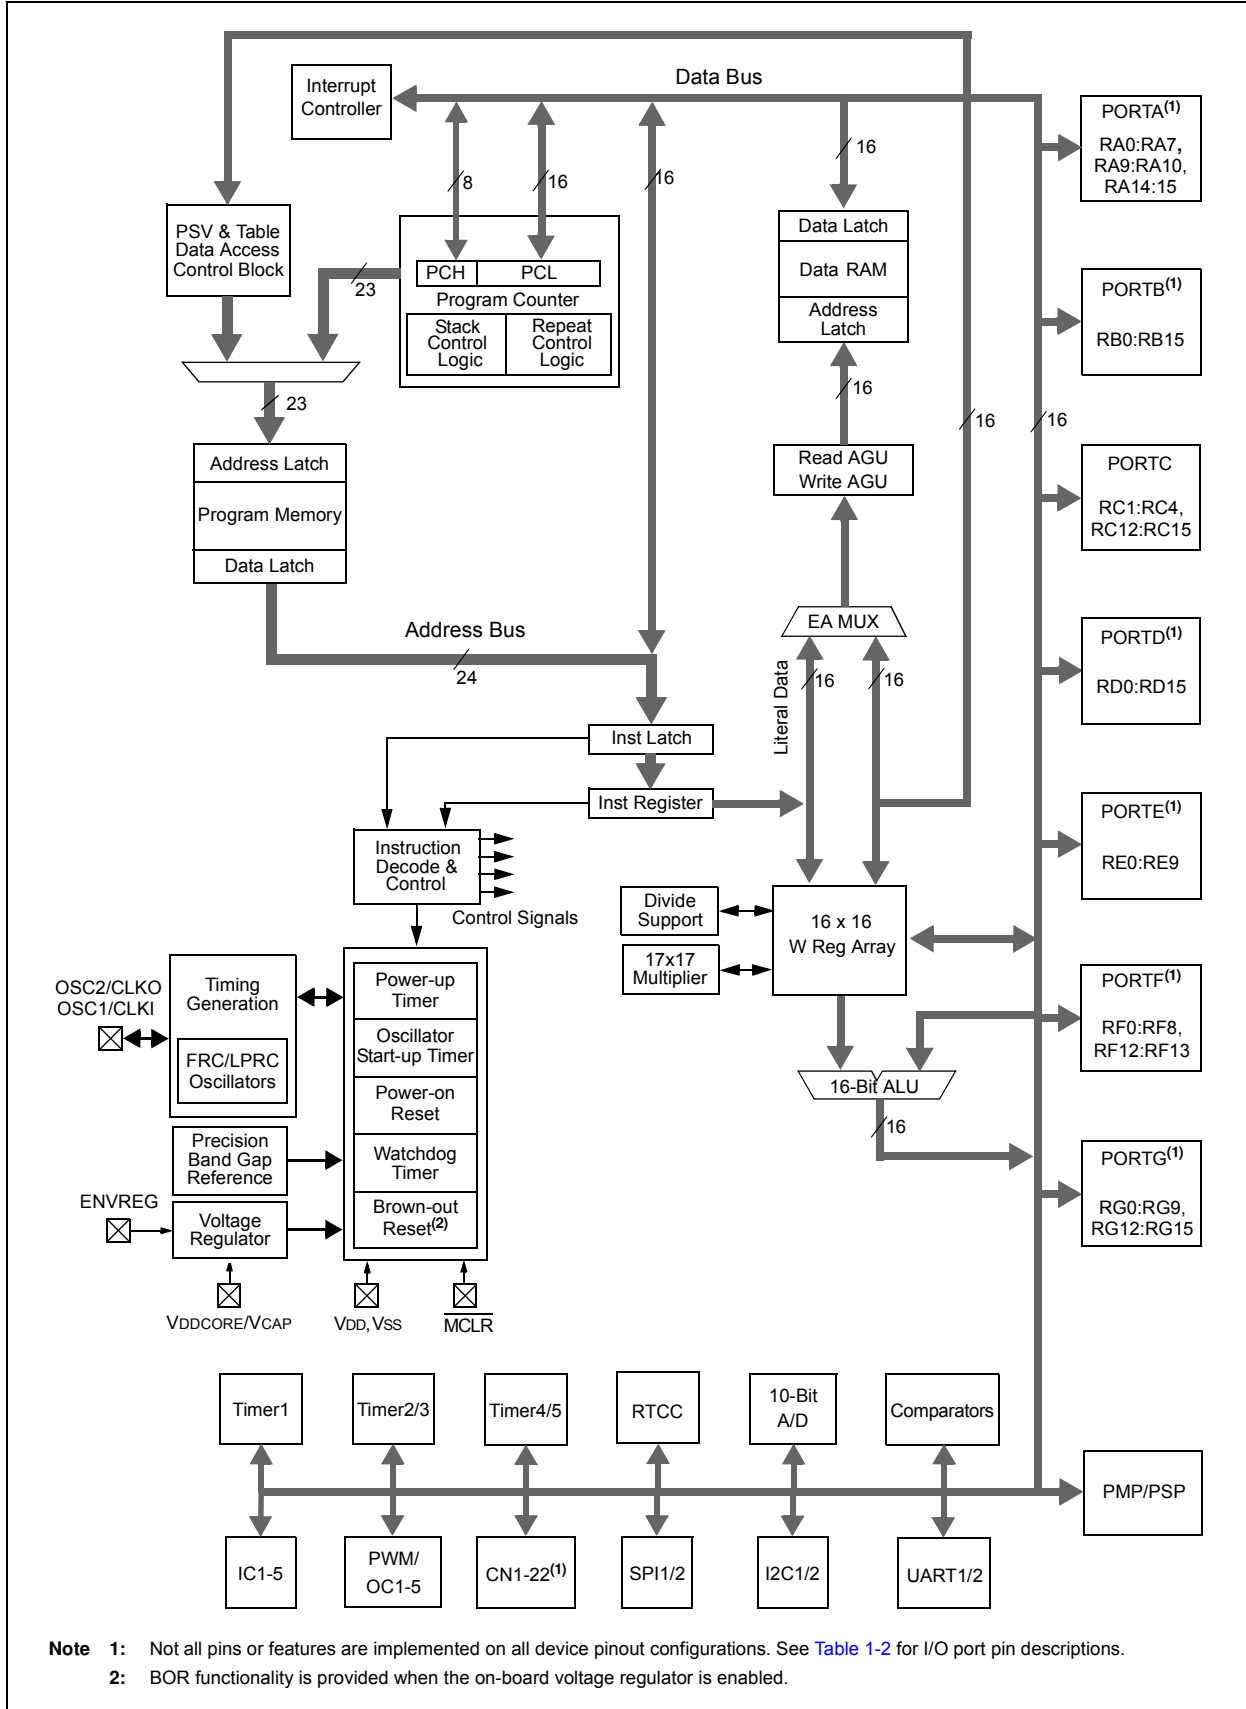 Data Bus
Interrupt
Controller
8
16
16
16
PORTA(1)
RA0:RA7,
RA9:RA10,
RA14:15
PSV & Table
Data Access
Control Block
23
PCH
PCL
Program Counter
Stack
Control
Logic
Repeat
Control
Logic
Data Latch
Data RAM
Address
Latch
PORTB(1)
RB0:RB15
23
16
16
16
Address Latch
Program Memory
Data Latch
Read AGU
Write AGU
PORTC
RC1:RC4,
RC12:RC15
Address Bus
24
EA MUX
Literal Data
16
16
PORTD(1)
RD0:RD15
Inst Latch
Inst Register
PORTE(1)
RE0:RE9
Instruction
Decode &
Control
Control Signals
Divide
Support
17x17
Multiplier
16 x 16
W Reg Array
OSC2/CLKO
OSC1/CLKI
Timing
Generation
FRC/LPRC
Oscillators
Power-up
Timer
Oscillator
Start-up Timer
Power-on
Reset
Watchdog
Timer
Brown-out
Reset(2)
PORTF(1)
RF0:RF8,
RF12:RF13
16-Bit ALU
16
Precision
Band Gap
Reference
ENVREG
Voltage
Regulator
PORTG(1)
RG0:RG9,
RG12:RG15
VDDCORE/VCAP
VDD, VSS
MCLR
Timer1
Timer2/3
Timer4/5
RTCC
10-Bit
A/D
Comparators
PMP/PSP
IC1-5
PWM/
OC1-5
CN1-22(1)
SPI1/2
I2C1/2
UART1/2
Note 1: Not all pins or features are implemented on all device pinout configurations. See Table 1-2 for I/O port pin descriptions.
2: BOR functionality is provided when the on-board voltage regulator is enabled.